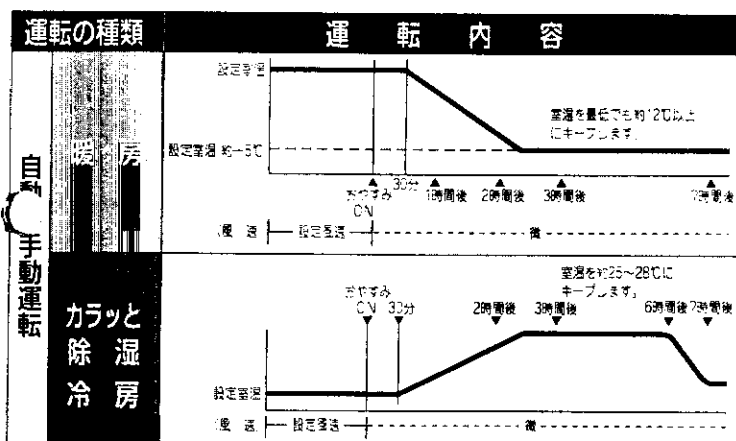 運転の種類
運転内容
自動
手動運転
暖房
設定室温
設定室温 約−5℃
室温を最低でも約12℃以上
にキープします。
おやすみ
ON
30分
1時間後
2時間後
3時間後
7時間後
風速
設定風速
微
カラッと
除湿
冷房
室温を約25〜28℃に
キープします。
おやすみ
ON
30分
2時間後
3時間後
6時間後
7時間後
設定室温
風速
設定風速
微